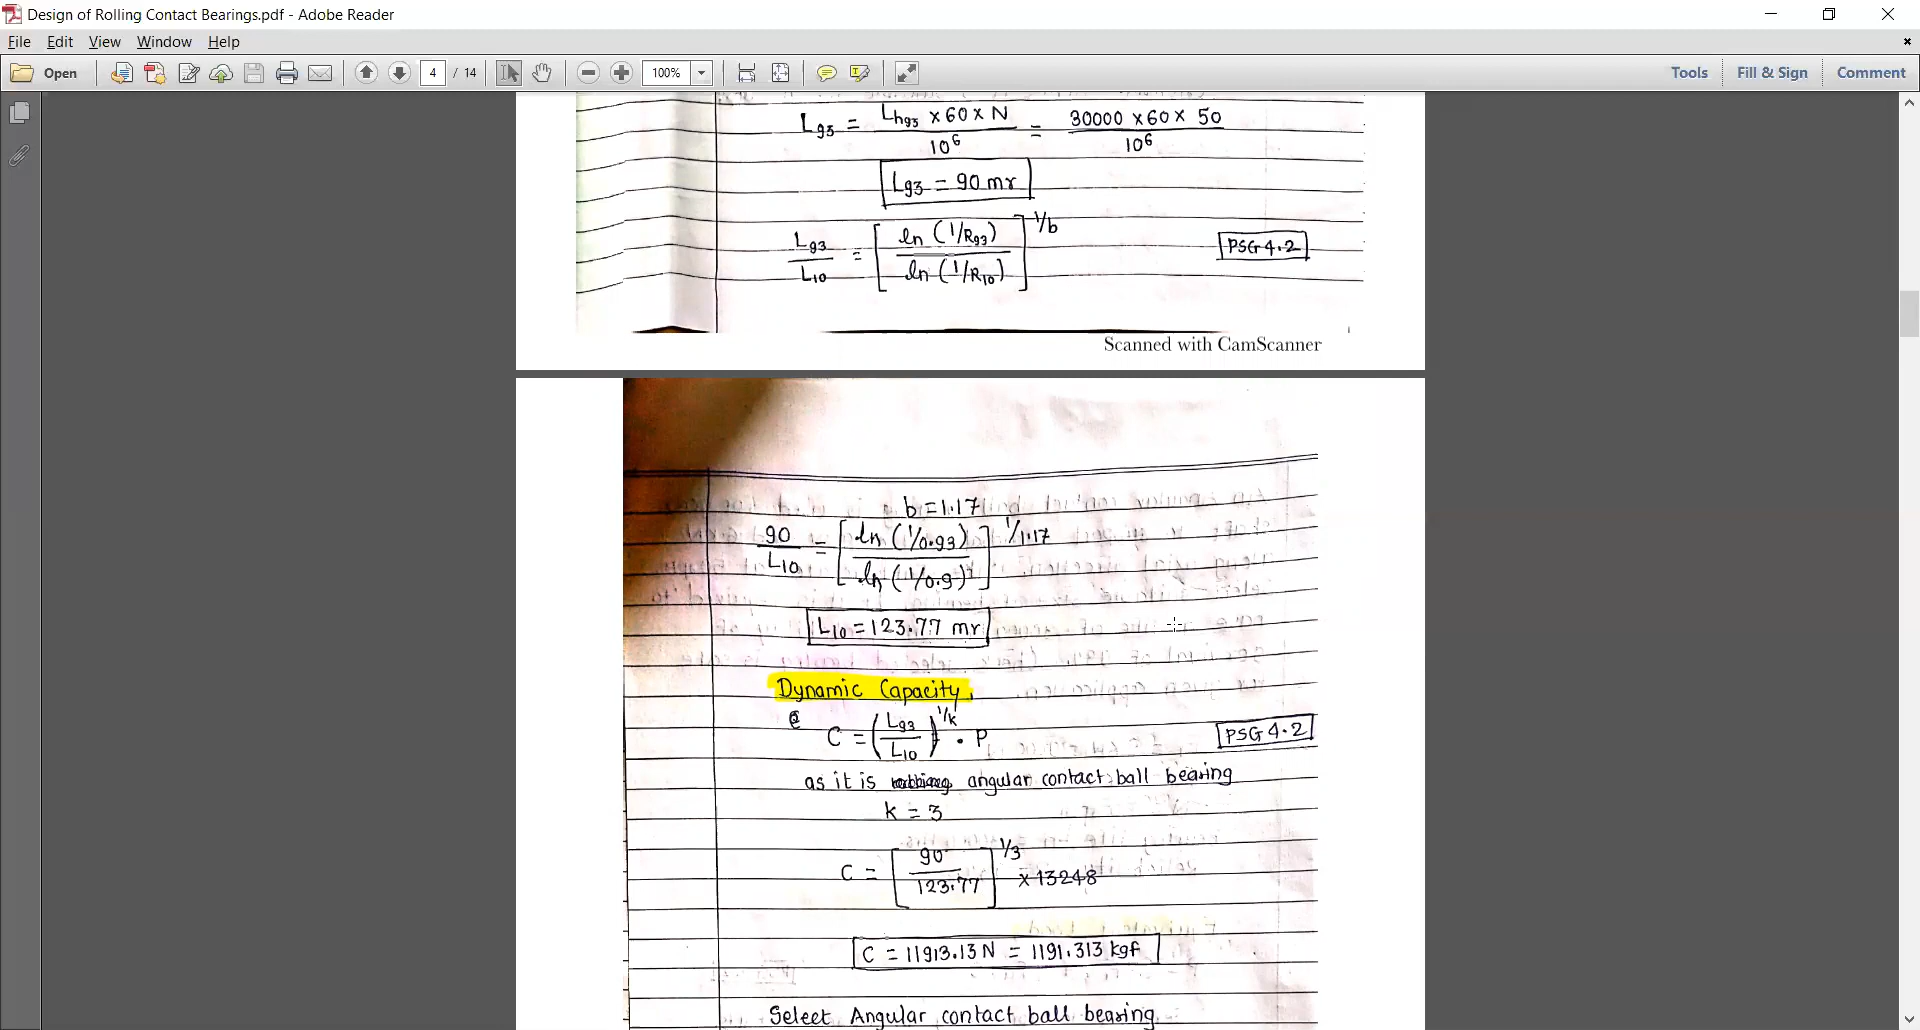 Design of Rolling Contact Bearings.pdf - Adobe Reader
File Edit View Window Help
Open 4 / 14 100% Tools Fill & Sign Comment
L93 = Lh93 × 60 × N / 10^6 = 30000 × 60 × 50 / 10^6
L93 = 90 mr
L93 / L10 = [ ln (1/R93) / ln (1/R10) ]^1/b PSG 4.2
Scanned with CamScanner
b = 1.17
90 / L10 = [ ln (1/0.93) / ln (1/0.9) ]^1/1.17
L10 = 123.77 mr
Dynamic Capacity,
C = (L93 / L10)^1/k . P PSG 4.2
as it is angular contact ball bearing
k = 3
C = [ 90 / 123.77 ]^1/3 × 13248
C = 11913.13 N = 1191.313 kgf
Select Angular contact ball bearing